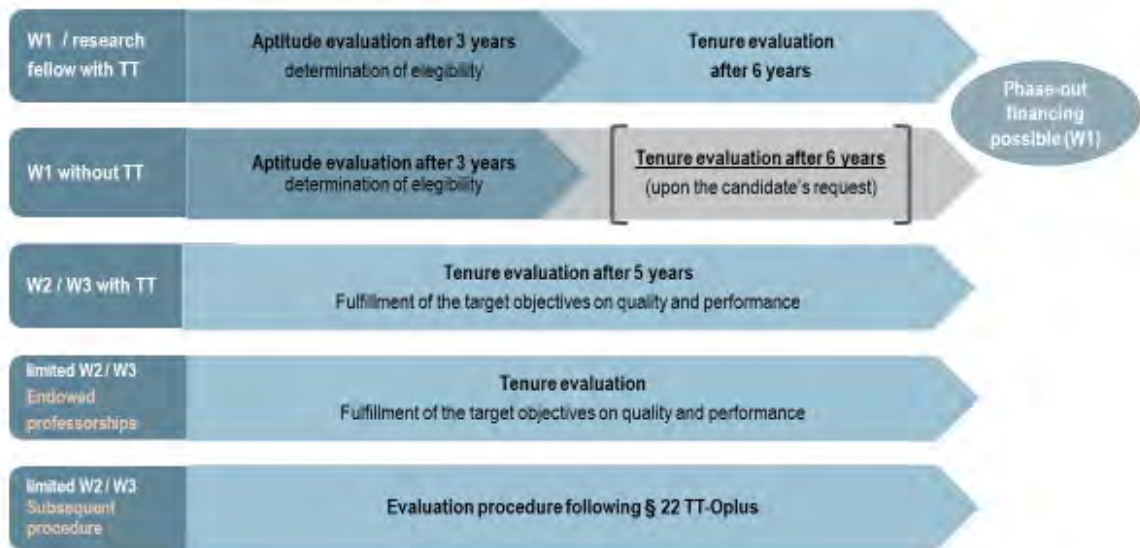 W1 / research
fellow with TT
Aptitude evaluation after 3 years
determination of elegibility
Tenure evaluation
after 6 years
Phase-out
financing
possible (W1)
W1 without TT
Aptitude evaluation after 3 years
determination of elegibility
Tenure evaluation after 6 years
(upon the candidate's request)
W2 / W3 with TT
Tenure evaluation after 5 years
Fulfillment of the target objectives on quality and performance
limited W2 / W3
Endowed
professorships
Tenure evaluation
Fulfillment of the target objectives on quality and performance
limited W2 / W3
Subsequent
procedure
Evaluation procedure following § 22 TT-Oplus